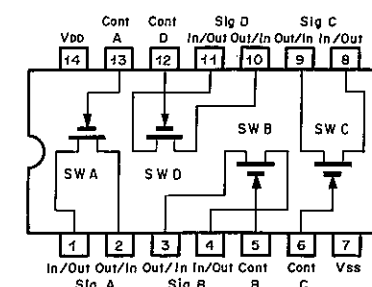 Cont Cont Sig D Sig C
VDD A D In/Out Out/In Out/In In/Out
14 13 12 11 10 9 8
SW B SW C
SW A SW D
1 2 3 4 5 6 7
In/Out Out/In Out/In In/Out Cont Cont Vss
Sig A Sig B B C